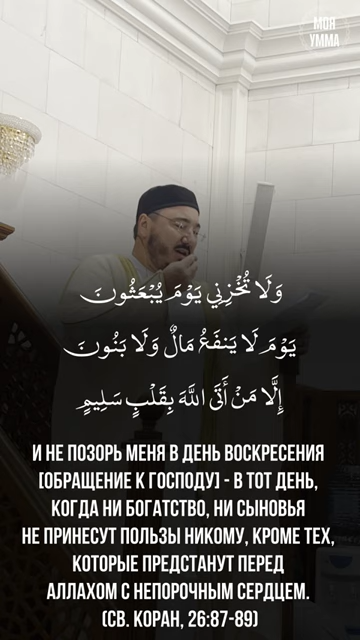 МОЯ
УММА
وَلَا تُخْزِنِي يَوْمَ يُبْعَثُونَ
يَوْمَ لَا يَنفَعُ مَالٌ وَلَا بَنُونَ
إِلَّا مَنْ أَتَى اللَّهَ بِقَلْبٍ سَلِيمٍ
И НЕ ПОЗОРЬ МЕНЯ В ДЕНЬ ВОСКРЕСЕНИЯ
[ОБРАЩЕНИЕ К ГОСПОДУ] - В ТОТ ДЕНЬ,
КОГДА НИ БОГАТСТВО, НИ СЫНОВЬЯ
НЕ ПРИНЕСУТ ПОЛЬЗЫ НИКОМУ, КРОМЕ ТЕХ,
КОТОРЫЕ ПРЕДСТАНУТ ПЕРЕД
АЛЛАХОМ С НЕПОРОЧНЫМ СЕРДЦЕМ.
(СВ. КОРАН, 26:87-89)